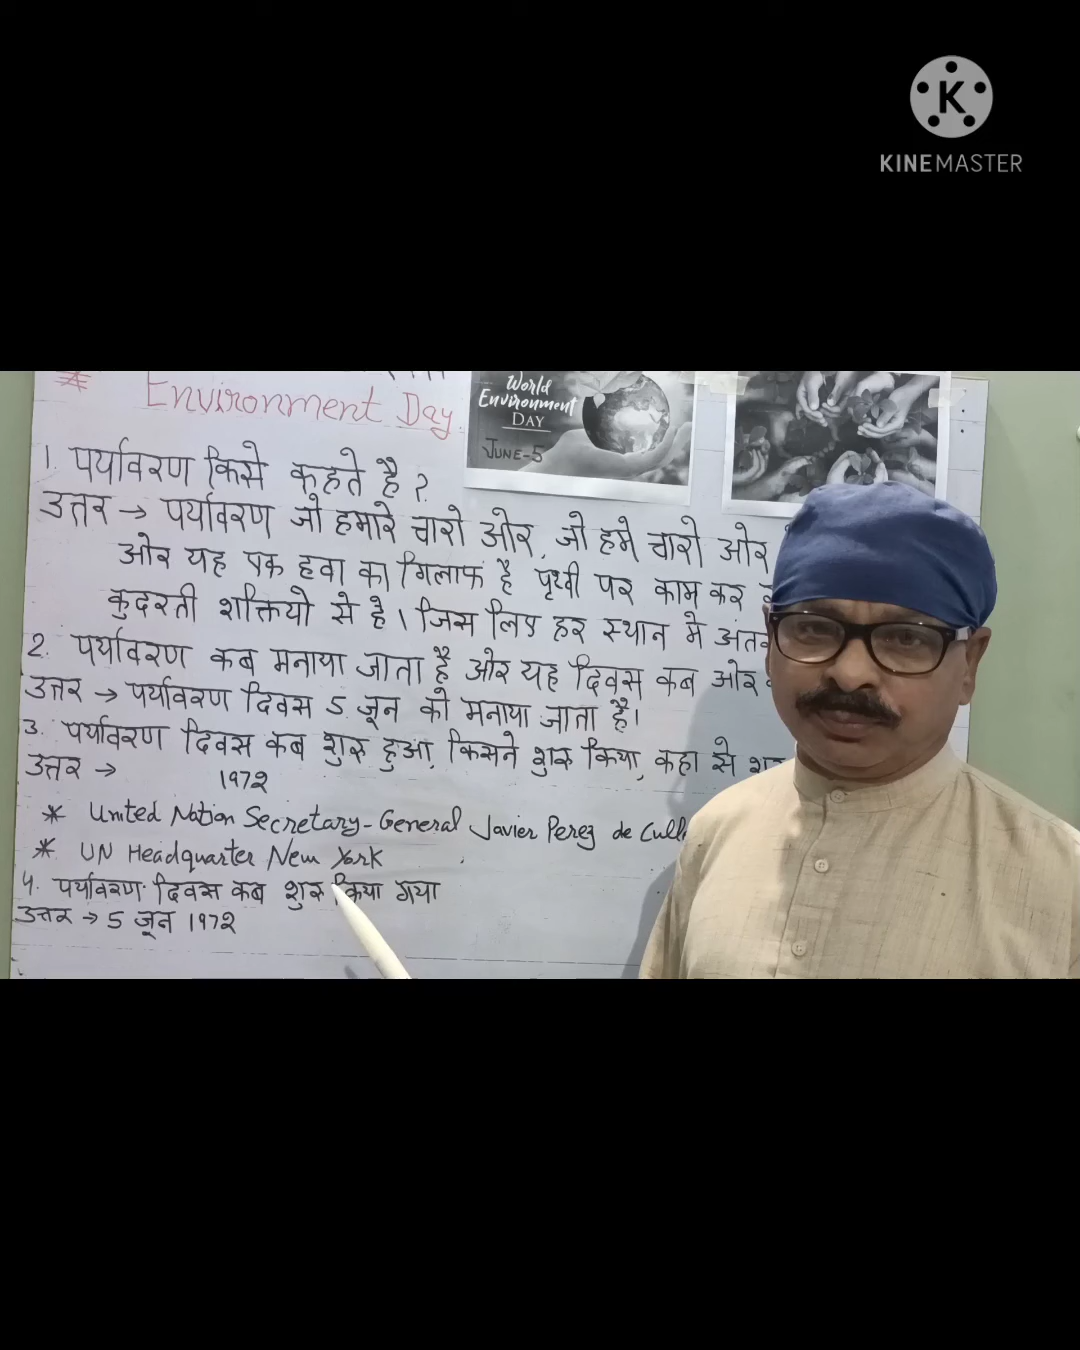 K
KINEMASTER
Environment Day
World
Environment
DAY
JUNE-5
1. पर्यावरण किसे कहते है ?
उत्तर → पर्यावरण जो हमारे चारो ओर, जो हमे चारो ओर
ओर यह एक हवा का गिलाफ है पृथ्वी पर काम कर
कुदरती शक्तियो से है। जिस लिए हर स्थान मे
2. पर्यावरण कब मनाया जाता है ओर यह दिवस कब ओर
उत्तर → पर्यावरण दिवस 5 जून को मनाया जाता है।
3. पर्यावरण दिवस कब शुरु हुआ, किसने शुरु किया, कहा से
उत्तर → 1972
* United Nation Secretary-General Javier Perez de
* UN Headquarter New York
4. पर्यावरण दिवस कब शुरु किया गया
उत्तर → 5 जून 1972